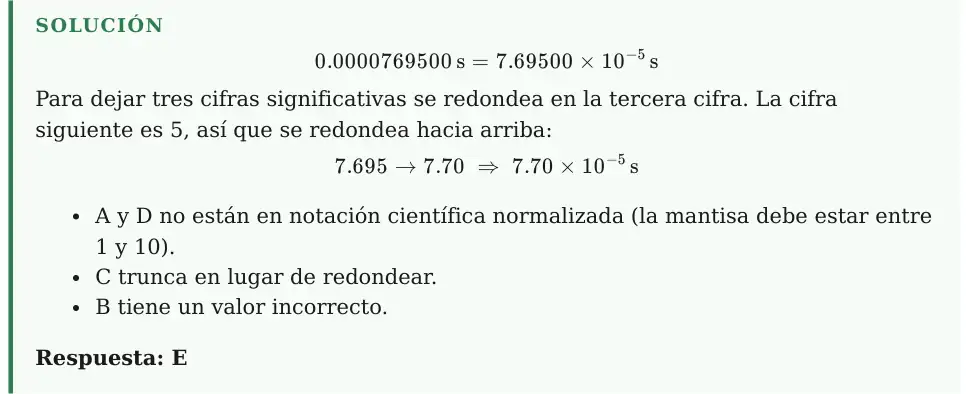 SOLUCIÓN
0.0000769500 s = 7.69500 × 10⁻⁵ s
Para dejar tres cifras significativas se redondea en la tercera cifra. La cifra
siguiente es 5, así que se redondea hacia arriba:
7.695 → 7.70 ⇒ 7.70 × 10⁻⁵ s
• A y D no están en notación científica normalizada (la mantisa debe estar entre
1 y 10).
• C trunca en lugar de redondear.
• B tiene un valor incorrecto.
Respuesta: E